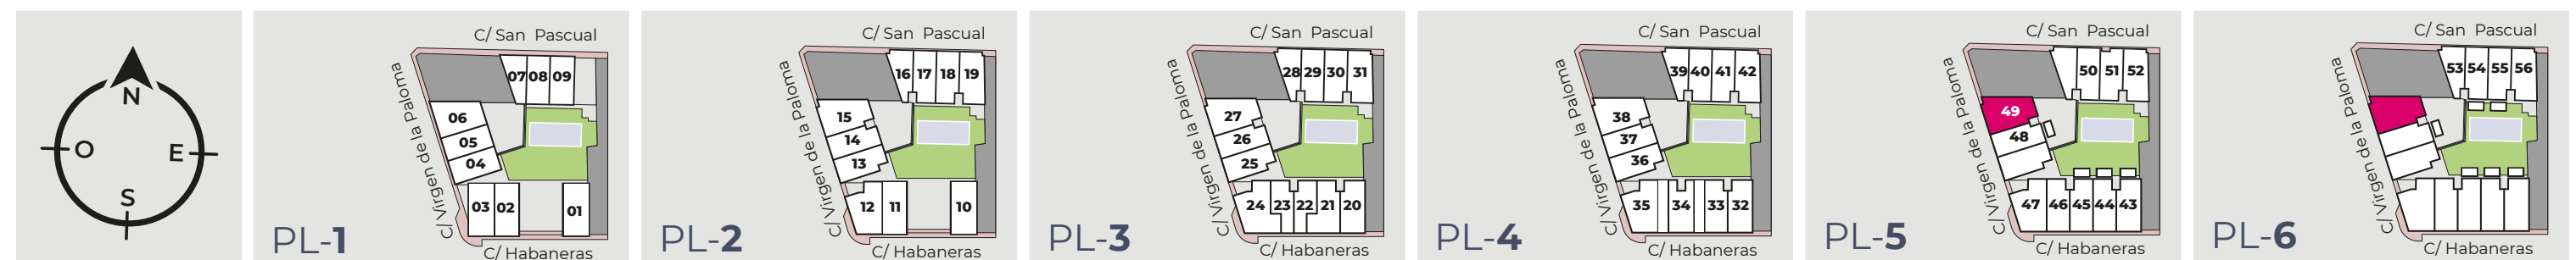 N
O
E
S
C/ San Pascual
07 08 09
06
05
04
03 02 01
C/Virgen de la Paloma
PL-1
C/ Habaneras
C/ San Pascual
16 17 18 19
15
14
13
12 11 10
C/Virgen de la Paloma
PL-2
C/ Habaneras
C/ San Pascual
28 29 30 31
27
26
25
24 23 22 21 20
C/Virgen de la Paloma
PL-3
C/ Habaneras
C/ San Pascual
39 40 41 42
38
37
36
35 34 33 32
C/Virgen de la Paloma
PL-4
C/ Habaneras
C/ San Pascual
50 51 52
49
48
47 46 45 44 43
C/Virgen de la Paloma
PL-5
C/ Habaneras
C/ San Pascual
53 54 55 56
C/Virgen de la Paloma
PL-6
C/ Habaneras